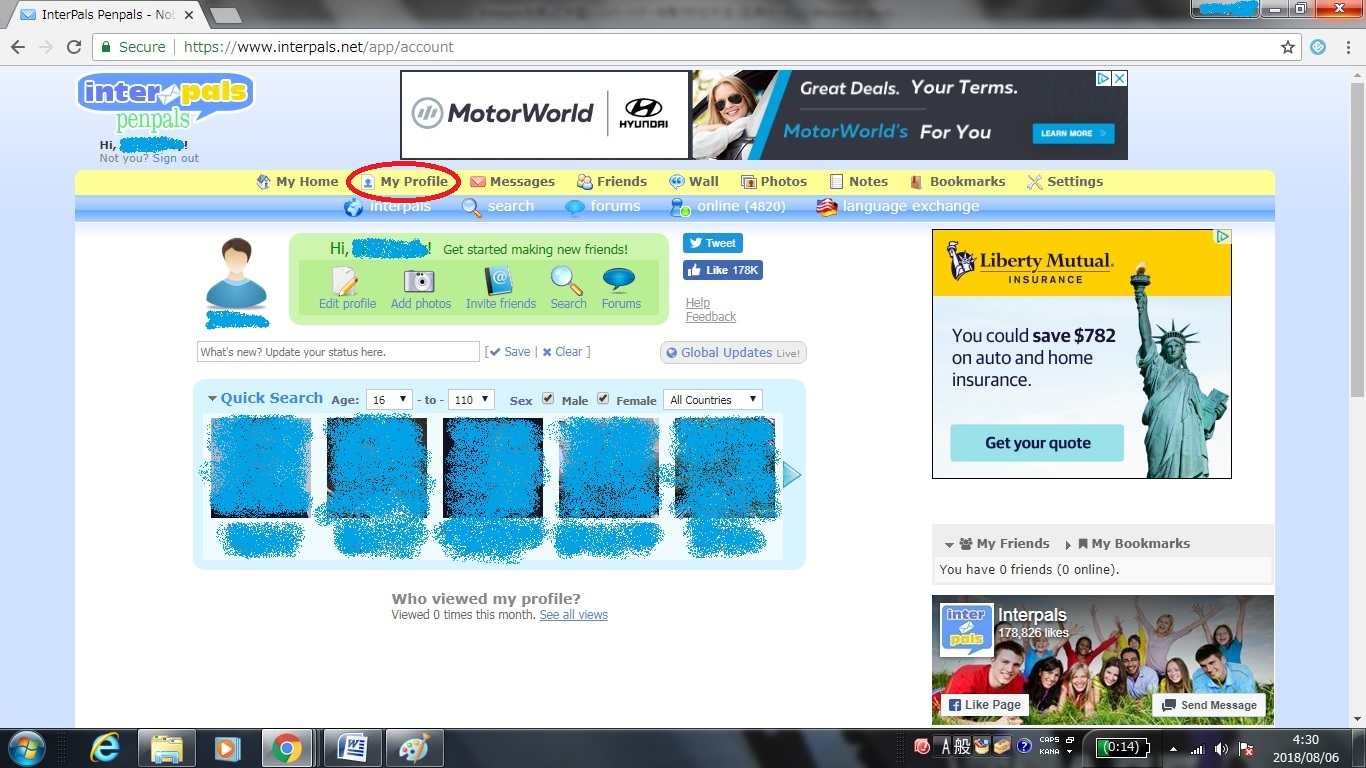 InterPals Penpals - Not
Secure
https://www.interpals.net/app/account
inter pals
penpals
Hi, !
Not you? Sign out
MotorWorld
HYUNDAI
Great Deals. Your Terms.
MotorWorld's For You
LEARN MORE >
My Home
My Profile
Messages
Friends
Wall
Photos
Notes
Bookmarks
Settings
interpals
search
forums
online (4820)
language exchange
Hi, ! Get started making new friends!
Edit profile
Add photos
Invite friends
Search
Forums
Tweet
Like 178K
Help
Feedback
What's new? Update your status here.
[ Save | Clear ]
Global Updates Live!
Quick Search Age: 16 - to - 110 Sex Male Female All Countries
Who viewed my profile?
Viewed 0 times this month. See all views
Liberty Mutual.
INSURANCE
You could save $782
on auto and home
insurance.
Get your quote
My Friends
My Bookmarks
You have 0 friends (0 online).
inter
pals
Interpals
178,826 likes
Like Page
Send Message
A 般
CAPS
KANA
(0:14)
4:30
2018/08/06